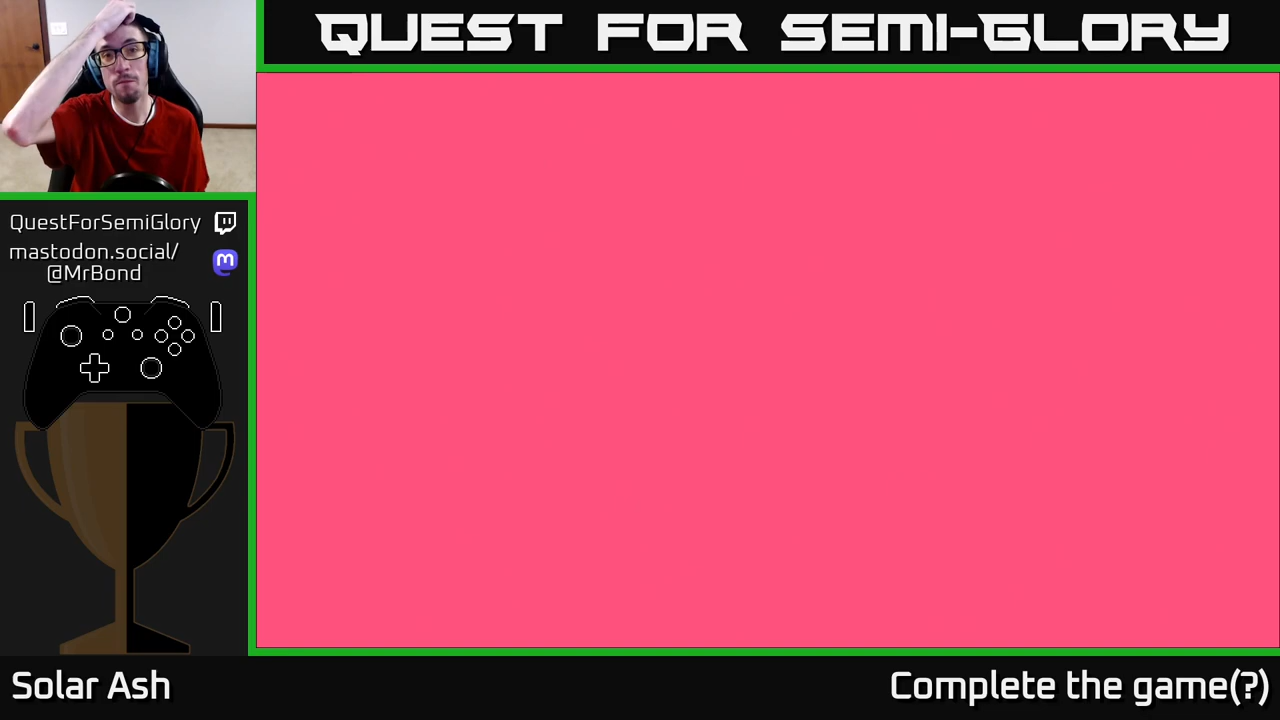 QUEST FOR SEMI-GLORY
QuestForSemiGlory
mastodon.social/
@MrBond
Solar Ash
Complete the game(?)